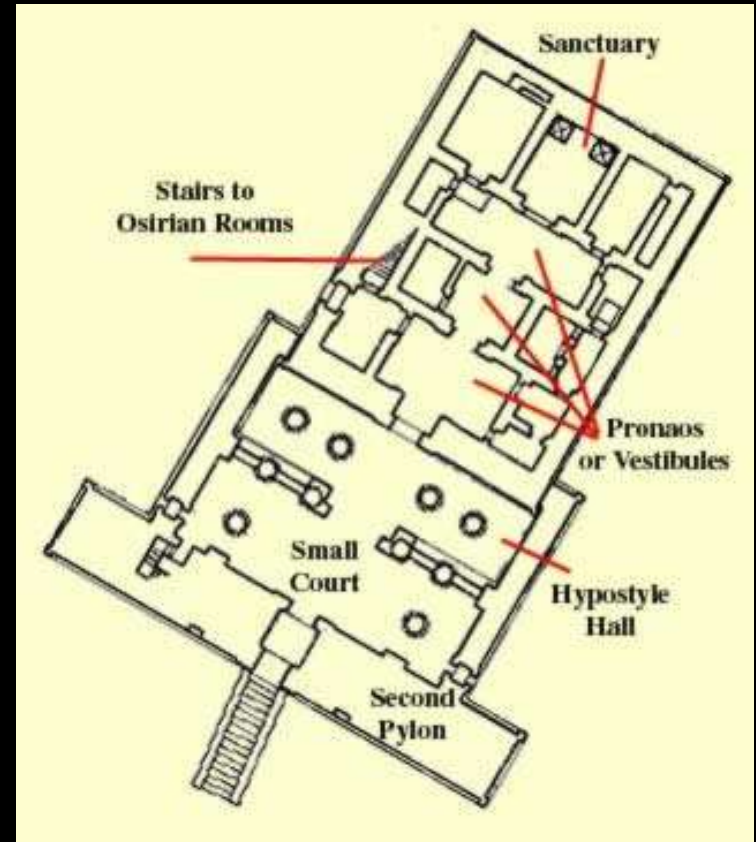 Sanctuary
Stairs to
Osirian Rooms
Pronaos
or Vestibules
Small
Court
Hypostyle
Hall
Second
Pylon